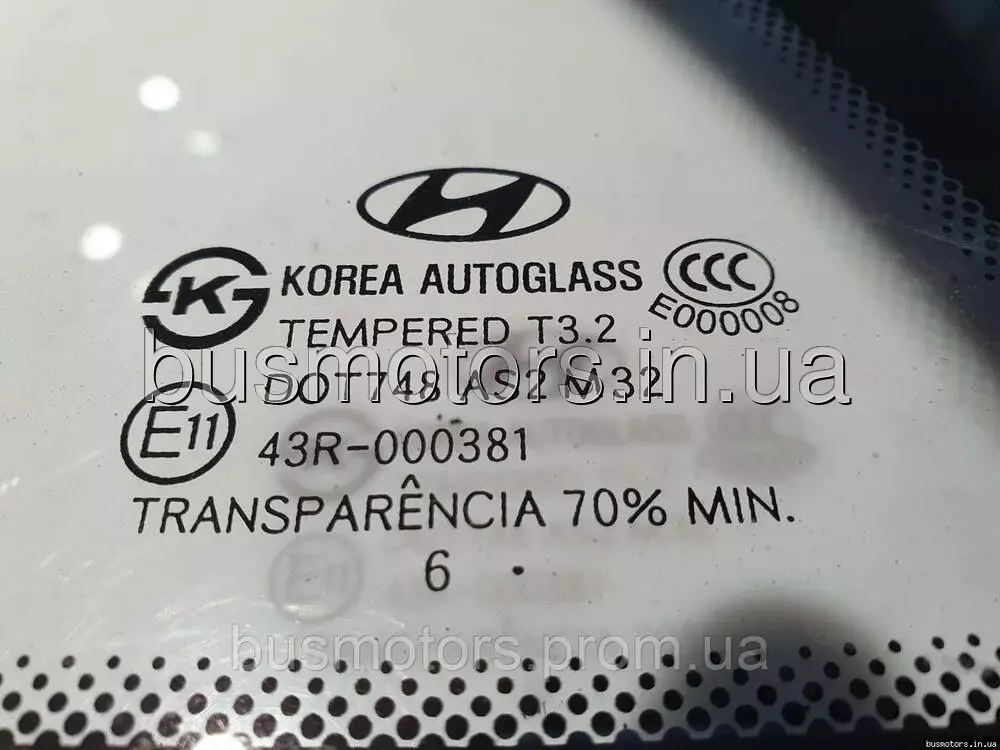 KOREA AUTOGLASS
CCC
E000008
K
TEMPERED T3.2
busmotors.in.ua
DOT748 AS2 M32
E11
43R-000381
TRANSPARÊNCIA 70% MIN.
6
busmotors.prom.ua
busmotors.in.ua